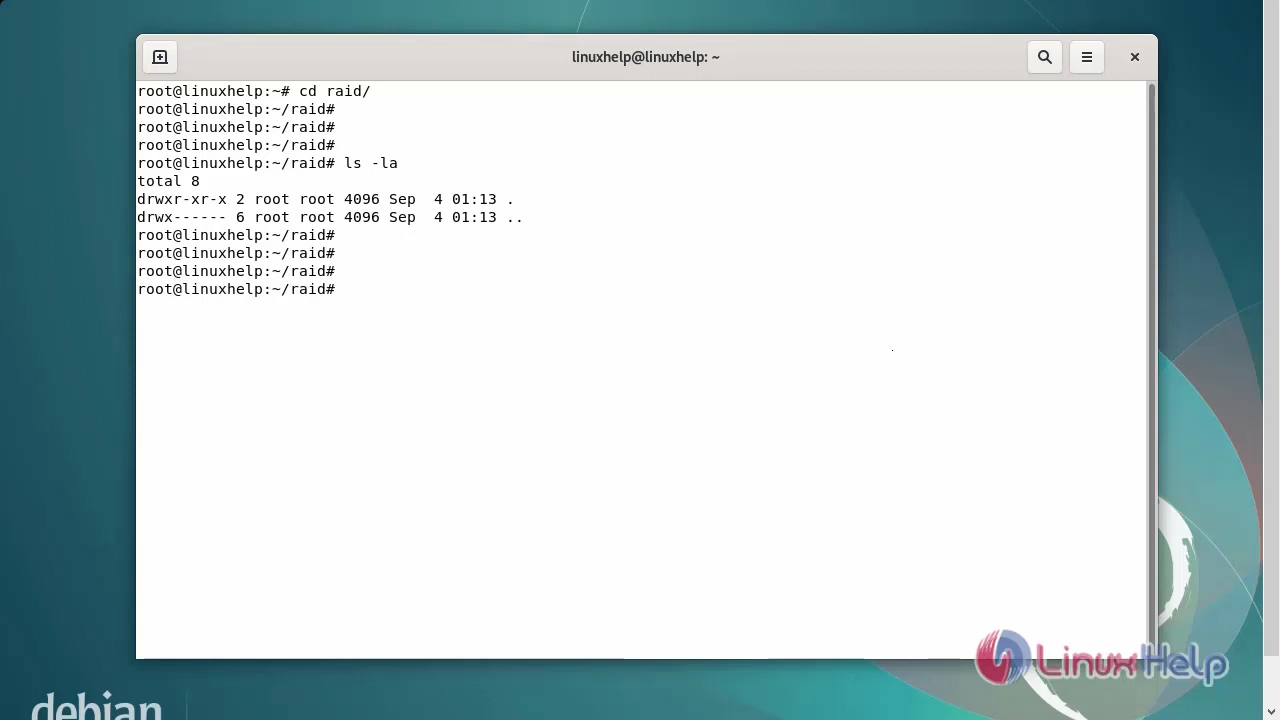 linuxhelp@linuxhelp: ~
root@linuxhelp:~# cd raid/
root@linuxhelp:~/raid#
root@linuxhelp:~/raid#
root@linuxhelp:~/raid#
root@linuxhelp:~/raid# ls -la
total 8
drwxr-xr-x 2 root root 4096 Sep  4 01:13 .
drwx------ 6 root root 4096 Sep  4 01:13 ..
root@linuxhelp:~/raid#
root@linuxhelp:~/raid#
root@linuxhelp:~/raid#
root@linuxhelp:~/raid#
LinuxHelp
debian